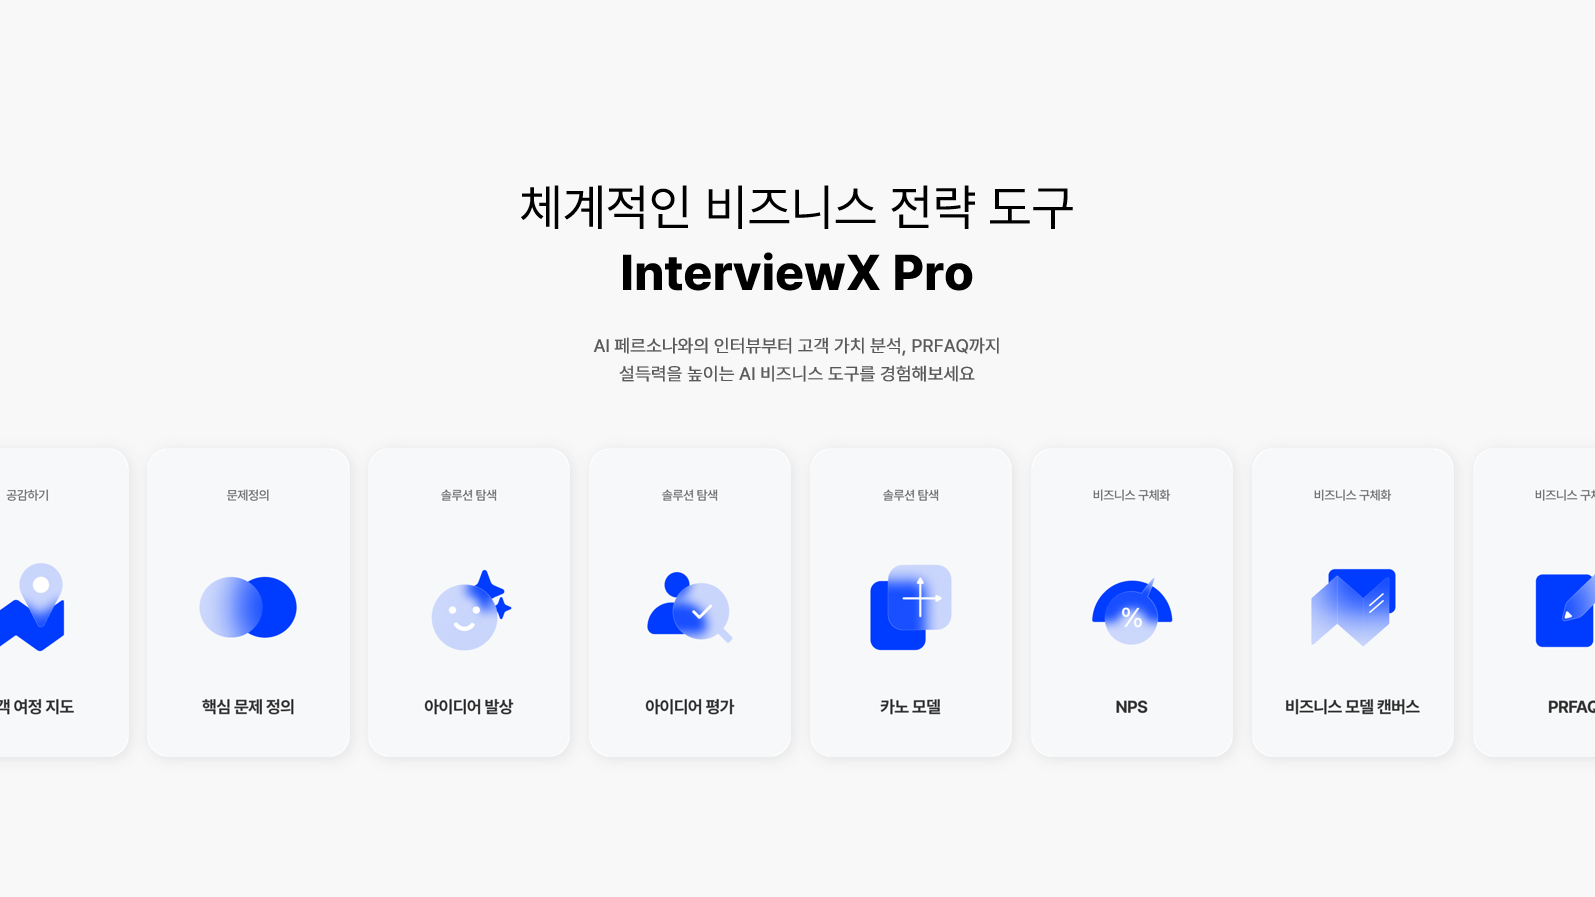 체계적인 비즈니스 전략 도구
InterviewX Pro
AI 페르소나와의 인터뷰부터 고객 가치 분석, PRFAQ까지
설득력을 높이는 AI 비즈니스 도구를 경험해보세요
공감하기
여정 지도
문제정의
핵심 문제 정의
솔루션 탐색
아이디어 발상
솔루션 탐색
아이디어 평가
솔루션 탐색
카노 모델
비즈니스 구체화
%
NPS
비즈니스 구체화
비즈니스 모델 캔버스
비즈니스
PRFAQ